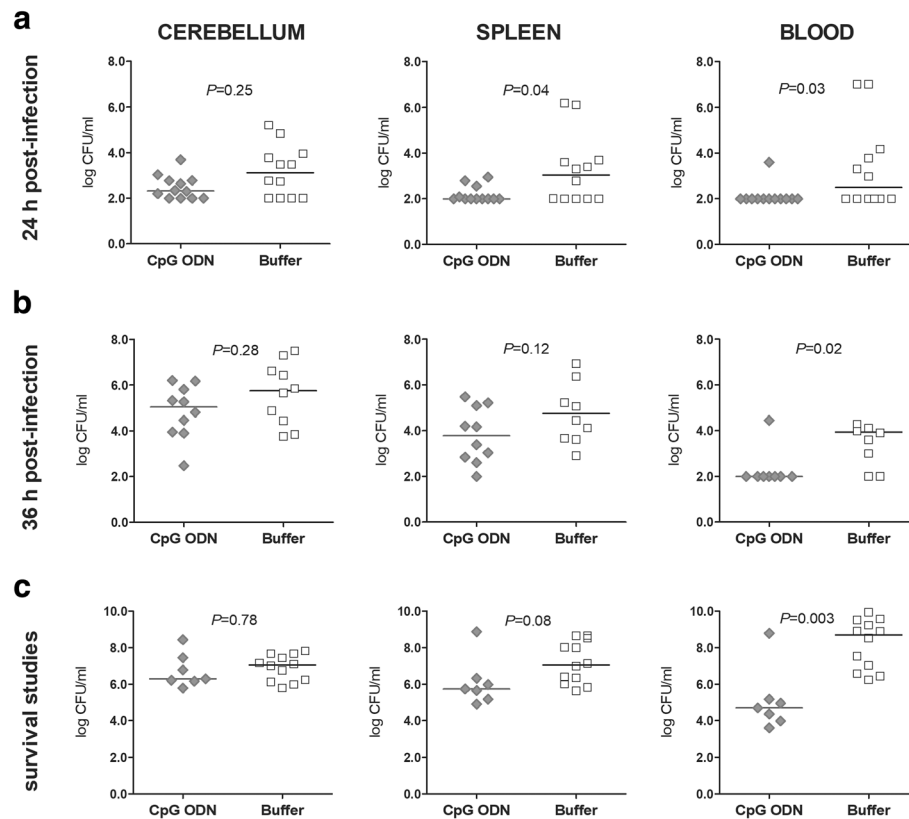 a
CEREBELLUM SPLEEN BLOOD
24 h post-infection
log CFU/ml
8.0
6.0
4.0
2.0
0.0
P=0.25
CpG ODN Buffer
log CFU/ml
8.0
6.0
4.0
2.0
0.0
P=0.04
CpG ODN Buffer
log CFU/ml
8.0
6.0
4.0
2.0
0.0
P=0.03
CpG ODN Buffer
b
36 h post-infection
log CFU/ml
8.0
6.0
4.0
2.0
0.0
P=0.28
CpG ODN Buffer
log CFU/ml
8.0
6.0
4.0
2.0
0.0
P=0.12
CpG ODN Buffer
log CFU/ml
8.0
6.0
4.0
2.0
0.0
P=0.02
CpG ODN Buffer
c
survival studies
log CFU/ml
10.0
8.0
6.0
4.0
2.0
0.0
P=0.78
CpG ODN Buffer
log CFU/ml
10.0
8.0
6.0
4.0
2.0
0.0
P=0.08
CpG ODN Buffer
log CFU/ml
10.0
8.0
6.0
4.0
2.0
0.0
P=0.003
CpG ODN Buffer